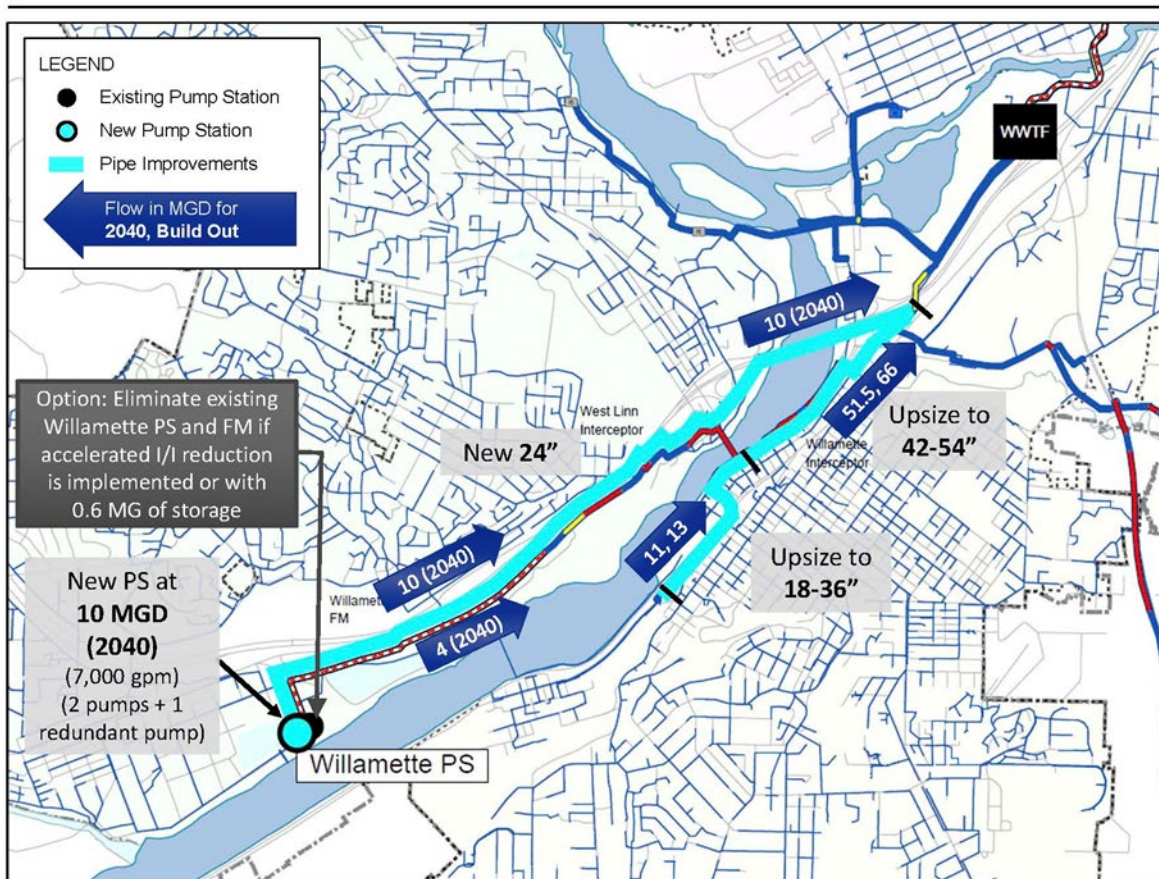 LEGEND
Existing Pump Station
New Pump Station
Pipe Improvements
Flow in MGD for
2040, Build Out
WWTF
10 (2040)
51.5, 66
Option: Eliminate existing
Willamette PS and FM if
accelerated I/I reduction
is implemented or with
0.6 MG of storage
West Linn
Interceptor
New 24”
Upsize to
42-54”
Willamette
Interceptor
11, 13
Upsize to
18-36”
10 (2040)
Willamette
FM
4 (2040)
New PS at
10 MGD
(2040)
(7,000 gpm)
(2 pumps + 1
redundant pump)
Willamette PS